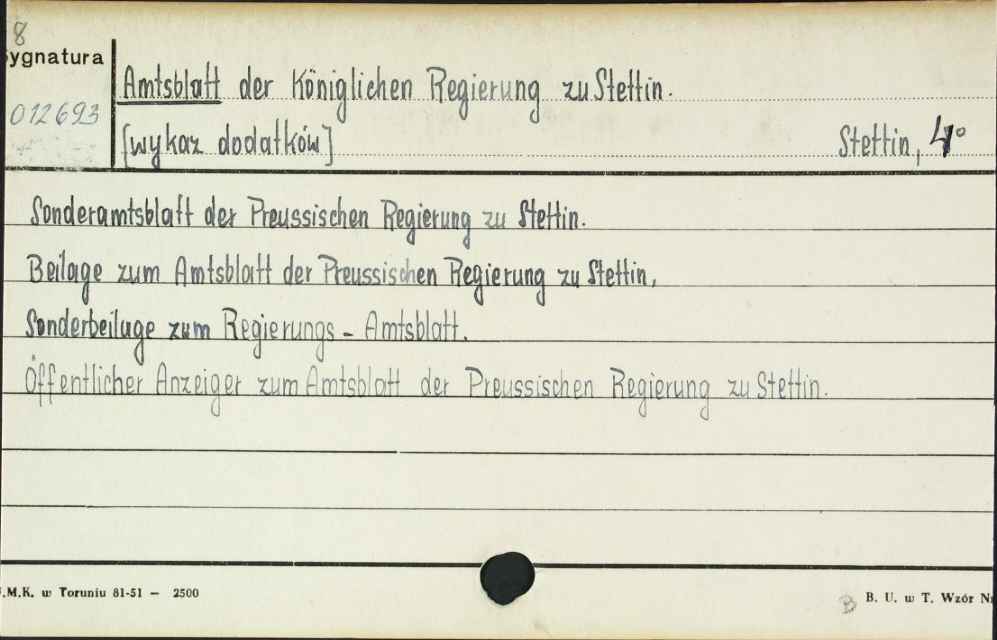 8
ygnatura
012693
Amtsblatt der Königlichen Regierung zu Stettin.
[wykaz dodatków]
Stettin, 4°
Sonderamtsblatt der Preussischen Regierung zu Stettin.
Beilage zum Amtsblatt der Preussischen Regierung zu Stettin,
Sonderbeilage zum Regierungs - Amtsblatt.
Öffentlicher Anzeiger zum Amtsblatt der Preussischen Regierung zu Stettin.
.M.K. w Toruniu 81-51 — 2500
B. U. w T. Wzór N